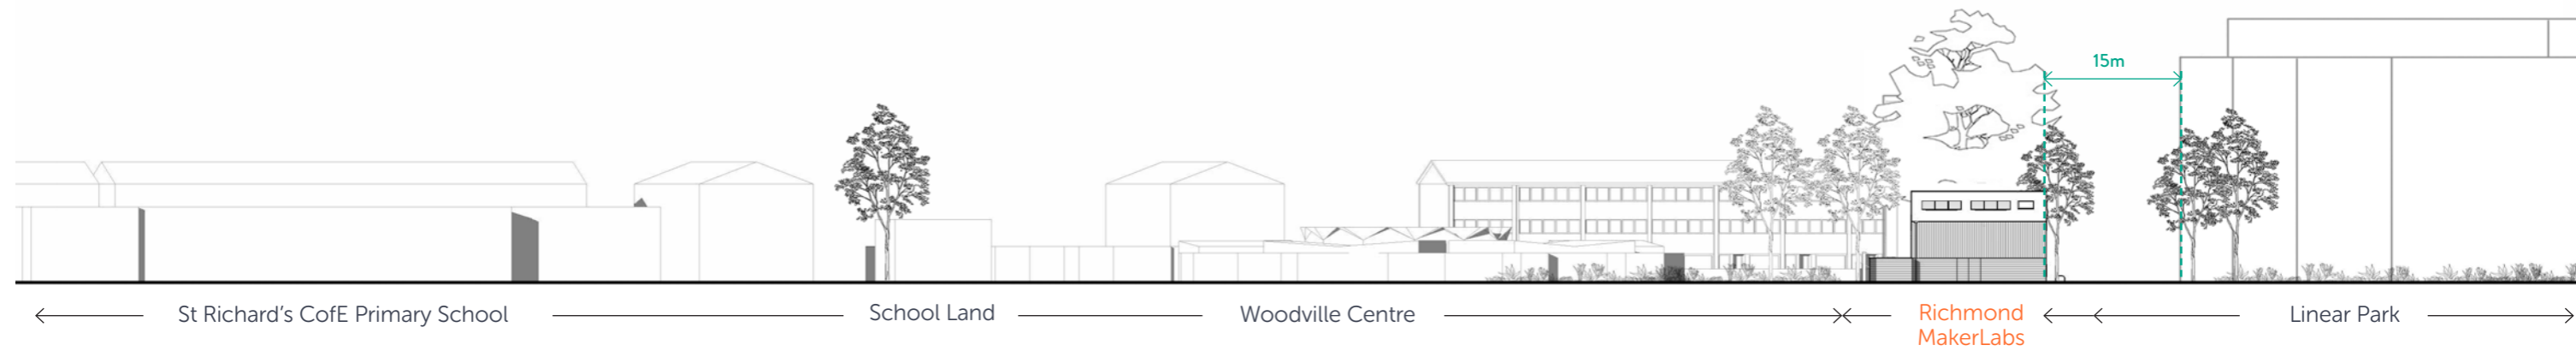 15m
St Richard's CofE Primary School
School Land
Woodville Centre
Richmond
MakerLabs
Linear Park